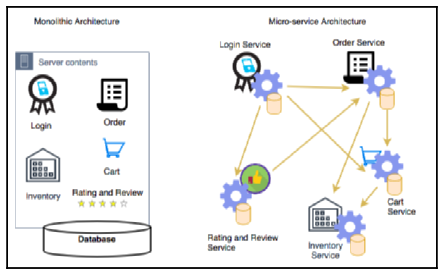 Monolithic Architecture
Micro-service Architecture
Server contents
Login
Order
Cart
Inventory
Rating and Review
Database
Login Service
Order Service
Cart
Service
Rating and Review
Service
Inventory
Service